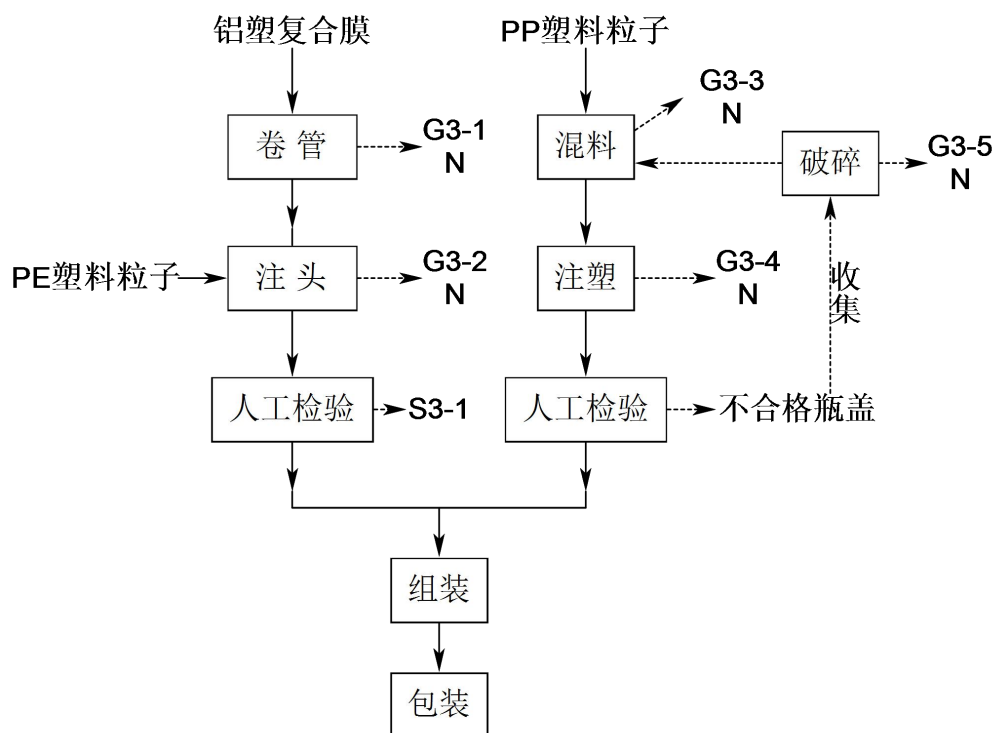 铝塑复合膜
PP塑料粒子
卷 管
G3-1
N
混料
G3-3
N
破碎
G3-5
N
PE塑料粒子
注 头
G3-2
N
注塑
G3-4
N
收
集
人工检验
S3-1
人工检验
不合格瓶盖
组装
包装